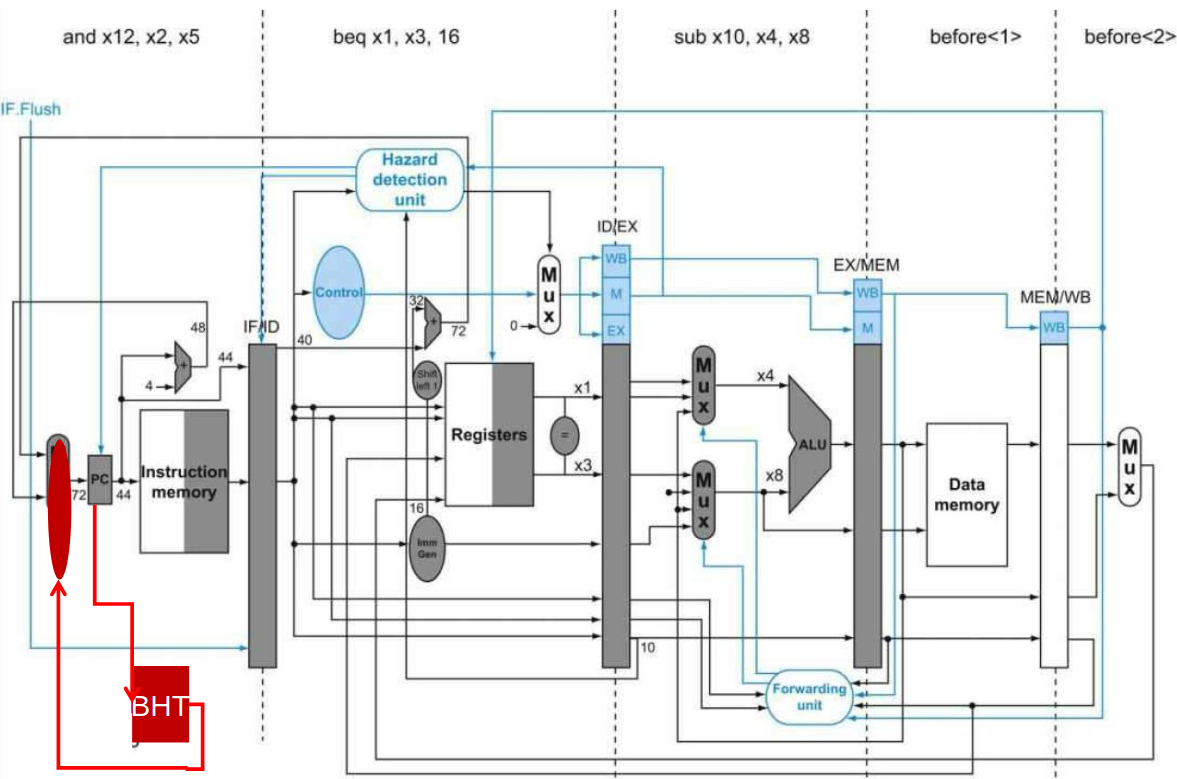 and x12, x2, x5
beq x1, x3, 16
sub x10, x4, x8
before<1>
before<2>
IF.Flush
Hazard
detection
unit
ID/EX
WB
M
EX
EX/MEM
WB
M
MEM/WB
WB
Control
Mux
0
32
+
72
IF/ID
40
48
44
4
+
Shift
left 1
Registers
x1
=
x3
Mux
Mux
x4
x8
ALU
Data
memory
Mux
72
PC
44
Instruction
memory
16
Imm
Gen
10
Forwarding
unit
BHT